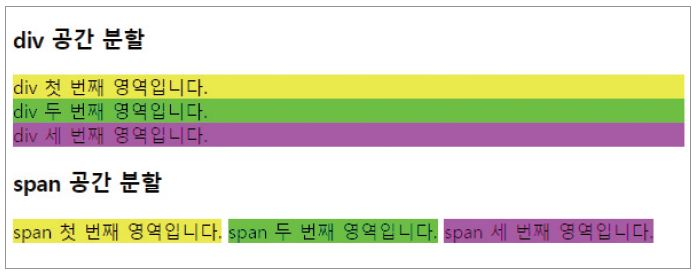 div 공간 분할
div 첫 번째 영역입니다.
div 두 번째 영역입니다.
div 세 번째 영역입니다.
span 공간 분할
span 첫 번째 영역입니다. span 두 번째 영역입니다. span 세 번째 영역입니다.